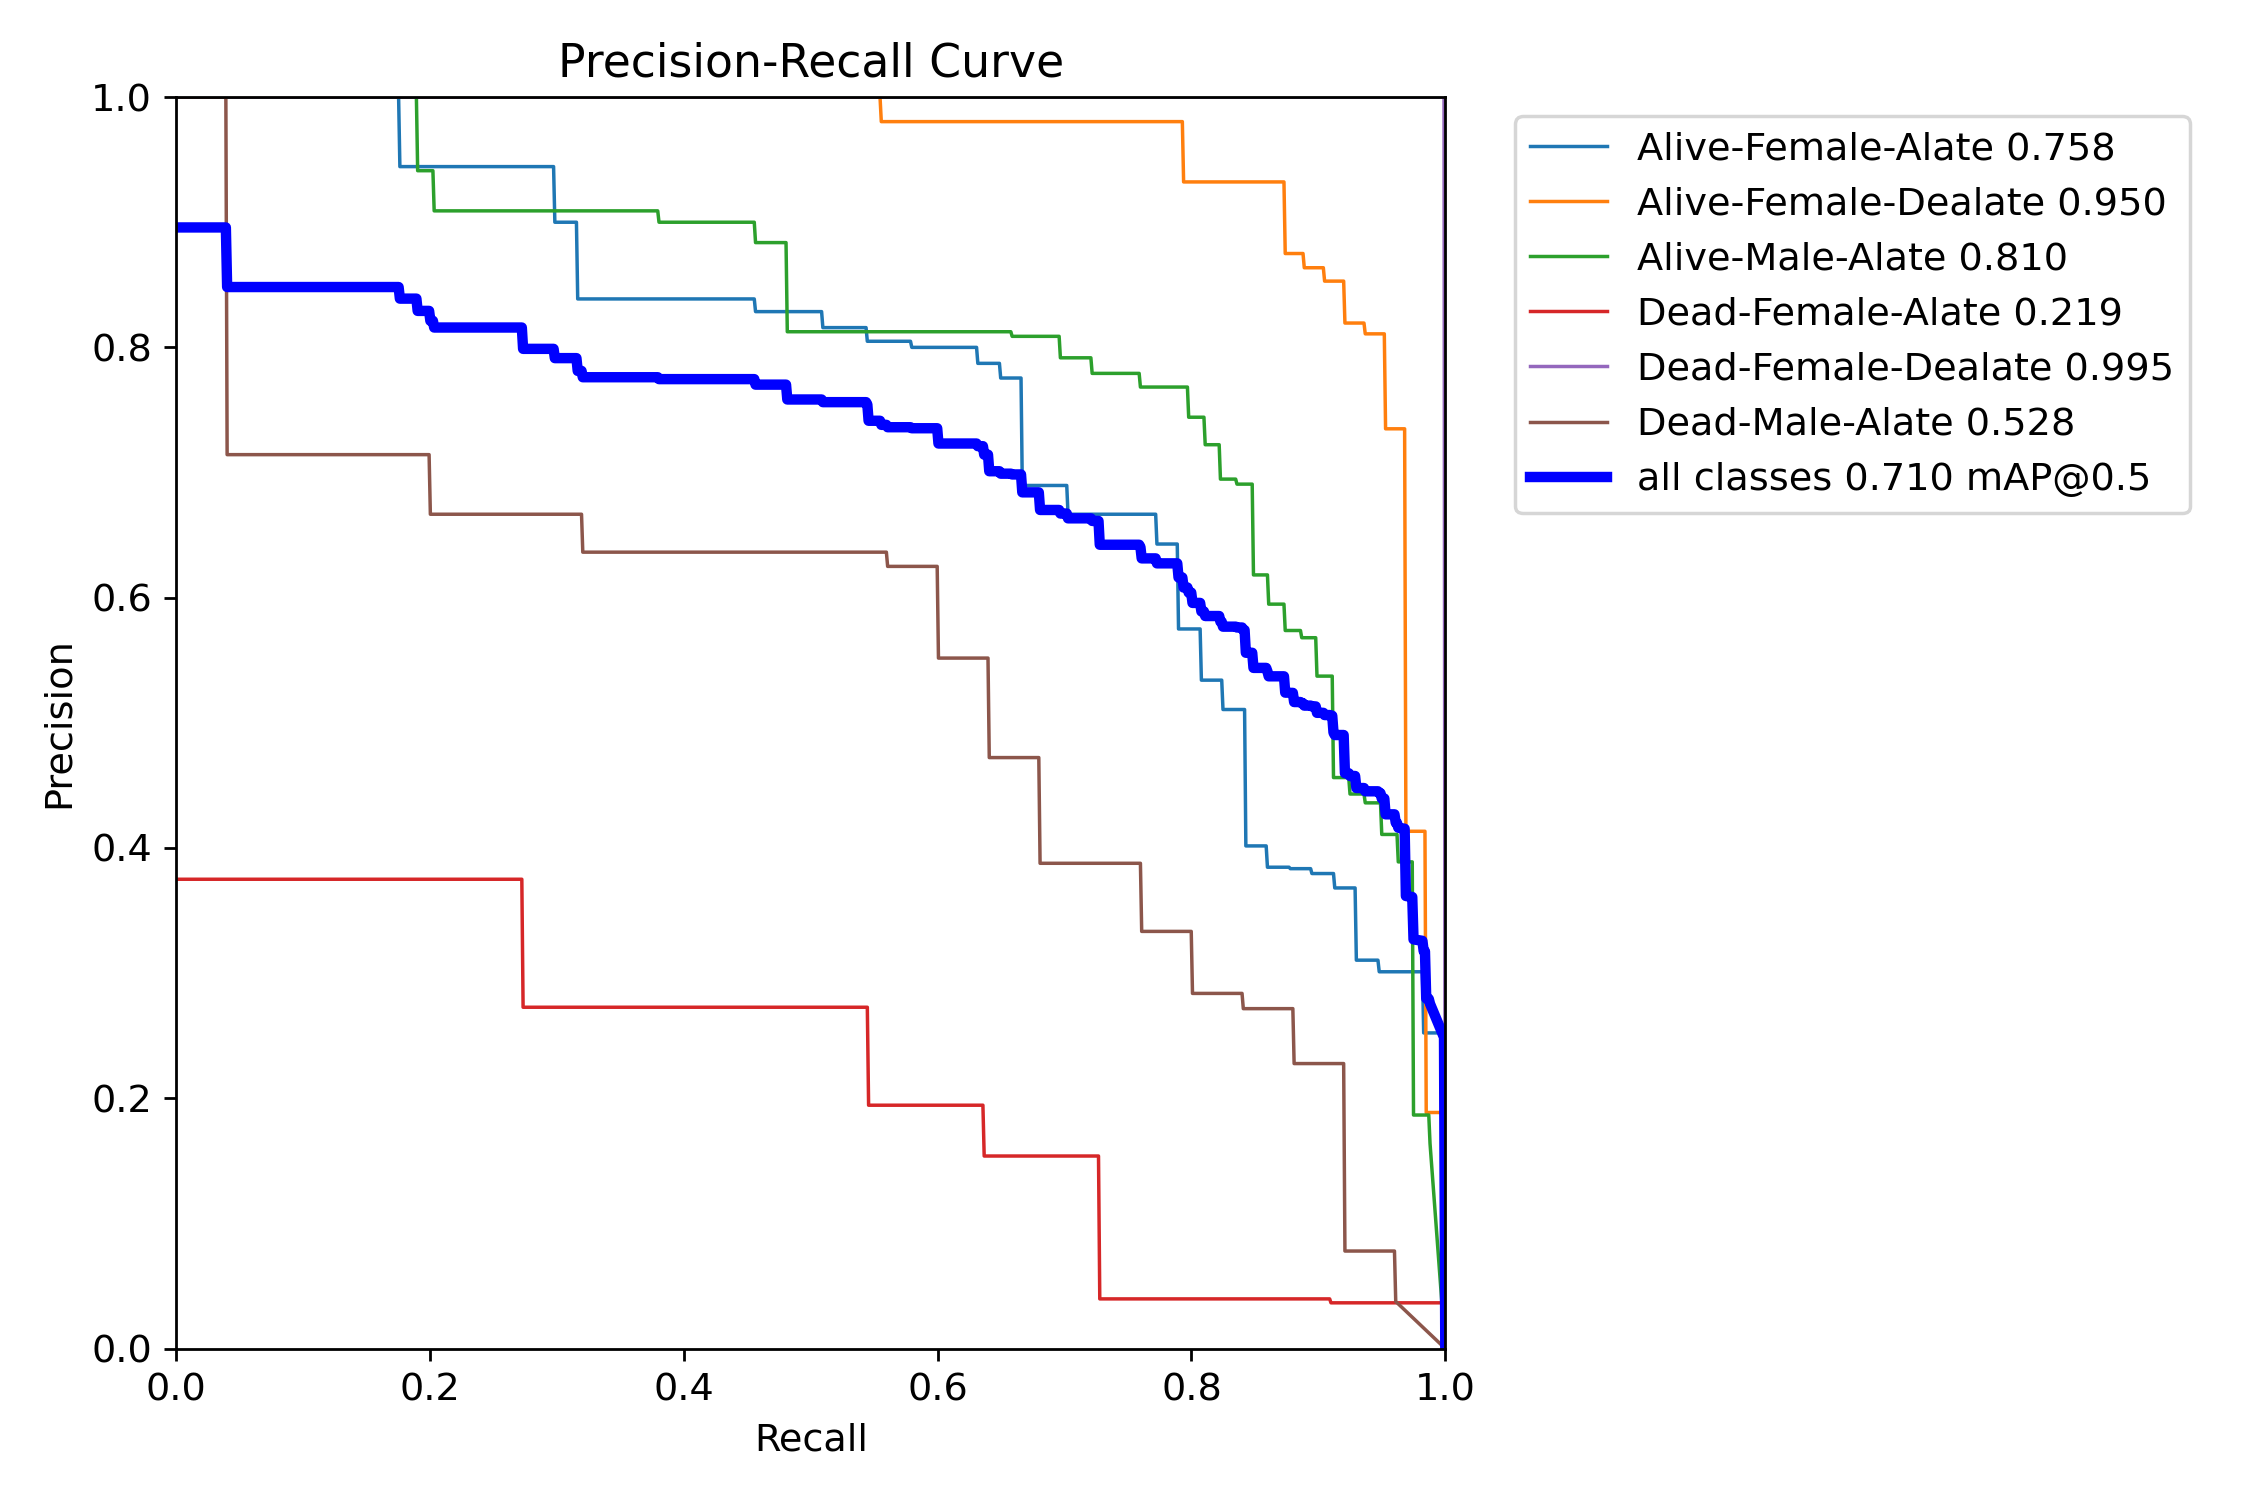 Precision-Recall Curve
1.0
0.8
0.6
0.4
0.2
0.0
Precision
0.0 0.2 0.4 0.6 0.8 1.0
Recall
Alive-Female-Alate 0.758
Alive-Female-Dealate 0.950
Alive-Male-Alate 0.810
Dead-Female-Alate 0.219
Dead-Female-Dealate 0.995
Dead-Male-Alate 0.528
all classes 0.710 mAP@0.5